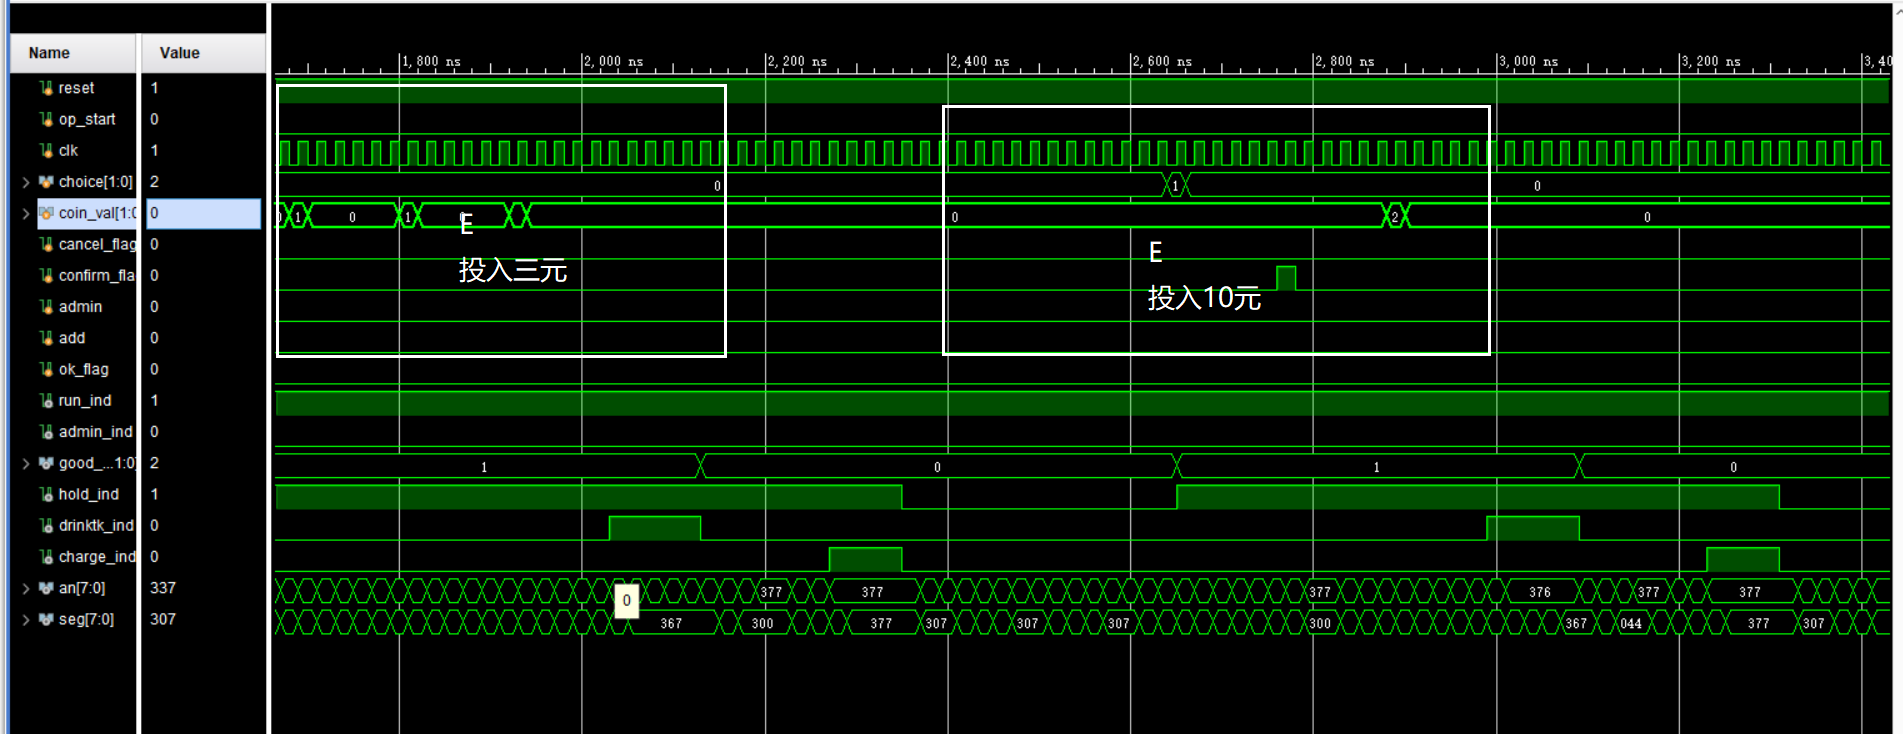 Name Value
1,800 ns 2,000 ns 2,200 ns 2,400 ns 2,600 ns 2,800 ns 3,000 ns 3,200 ns 3,40
reset 1
op_start 0
clk 1
choice[1:0] 2 0 1 0
coin_val[1:0 0 1 0 1 0 0 2 0
cancel_flag 0
E
E
confirm_fla 0
投入三元
投入10元
admin 0
add 0
ok_flag 0
run_ind 1
admin_ind 0
good_...1:0] 2 1 0 1 0
hold_ind 1
drinktk_ind 0
charge_ind 0
an[7:0] 337 377 377 377 376 377 377
0
seg[7:0] 307 367 300 377 307 307 307 300 367 044 377 307